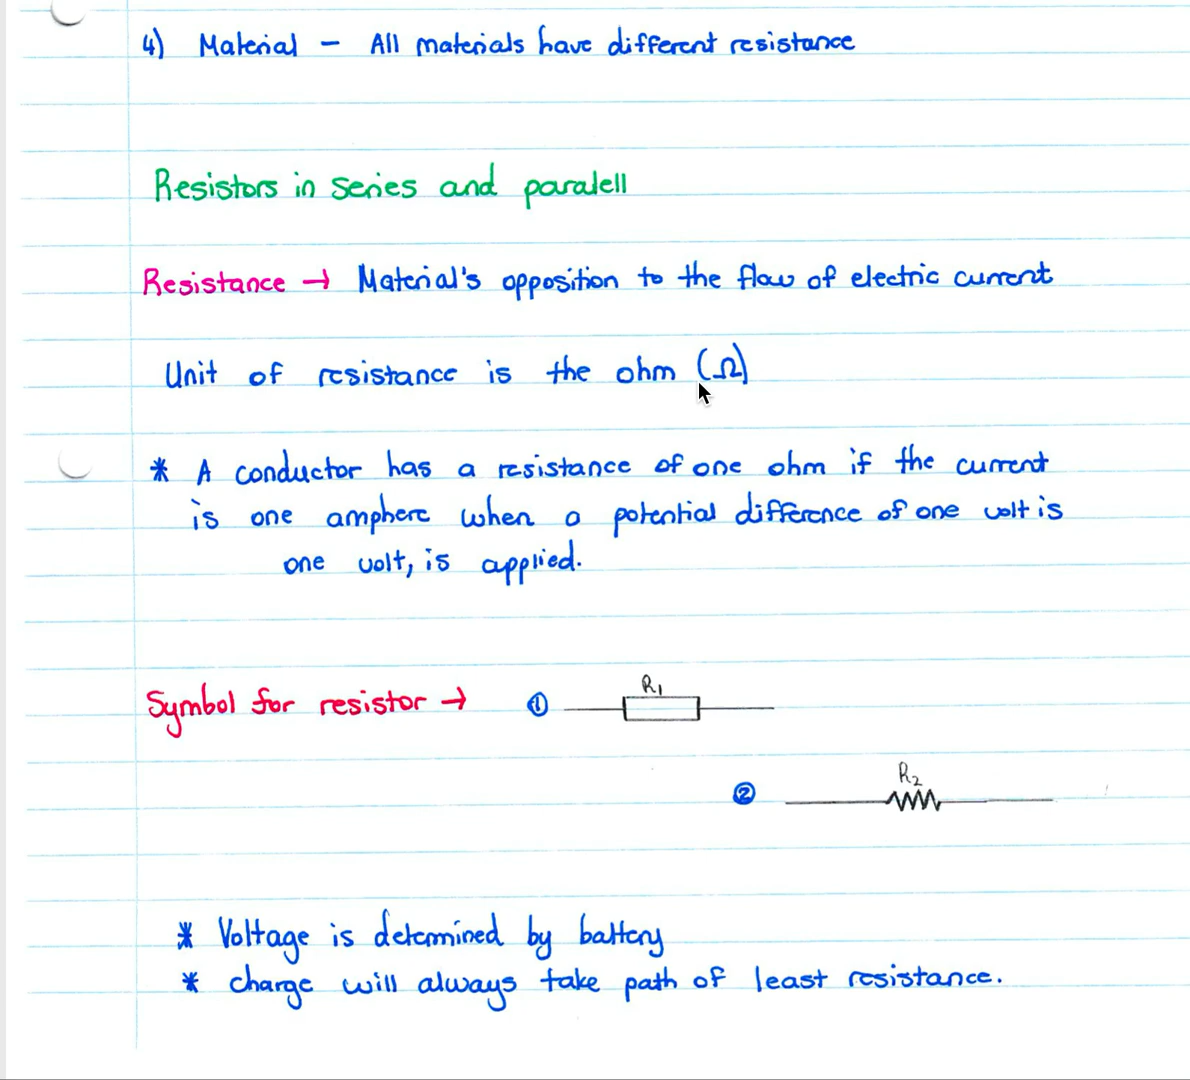 4) Material - All materials have different resistance
Resistors in series and paralell
Resistance → Material's opposition to the flow of electric current
Unit of resistance is the ohm (Ω)
* A conductor has a resistance of one ohm if the current
is one amphere when a potential difference of one volt is
one volt, is applied.
Symbol for resistor → ① R1
② R2
* Voltage is determined by battery
* charge will always take path of least resistance.